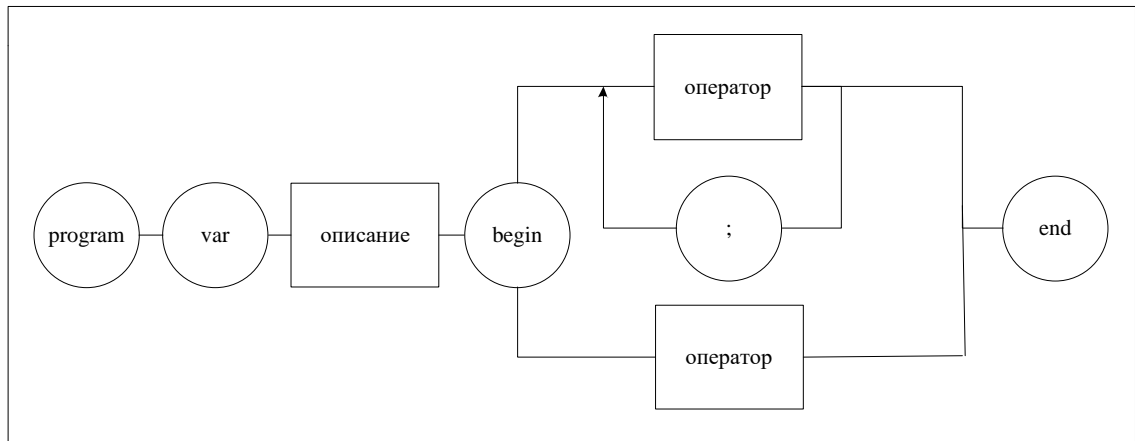 оператор
program
var
описание
begin
;
end
оператор